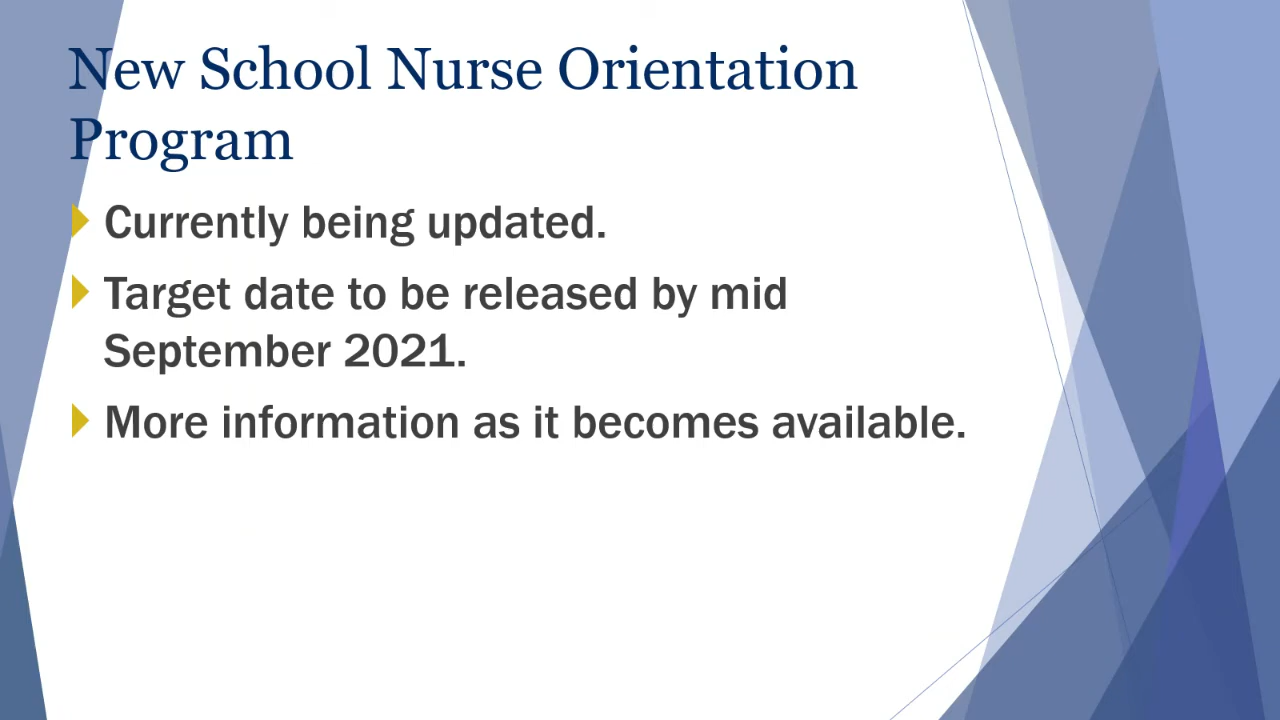 New School Nurse Orientation
Program
Currently being updated.
Target date to be released by mid
September 2021.
More information as it becomes available.